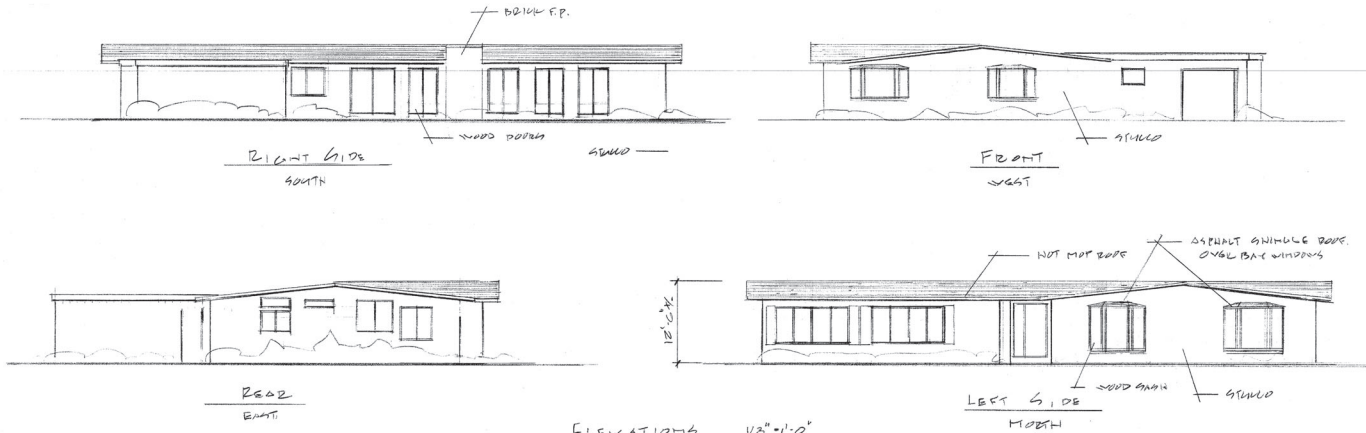 BRICK F.P.
WOOD DOORS
STUCCO
RIGHT SIDE
SOUTH
STUCCO
FRONT
WEST
12'-0"
REAR
EAST
HOT MOP ROOF
ASPHALT SHINGLE ROOF.
OVER BAY WINDOWS
WOOD SASH
STUCCO
LEFT SIDE
NORTH
ELEVATIONS